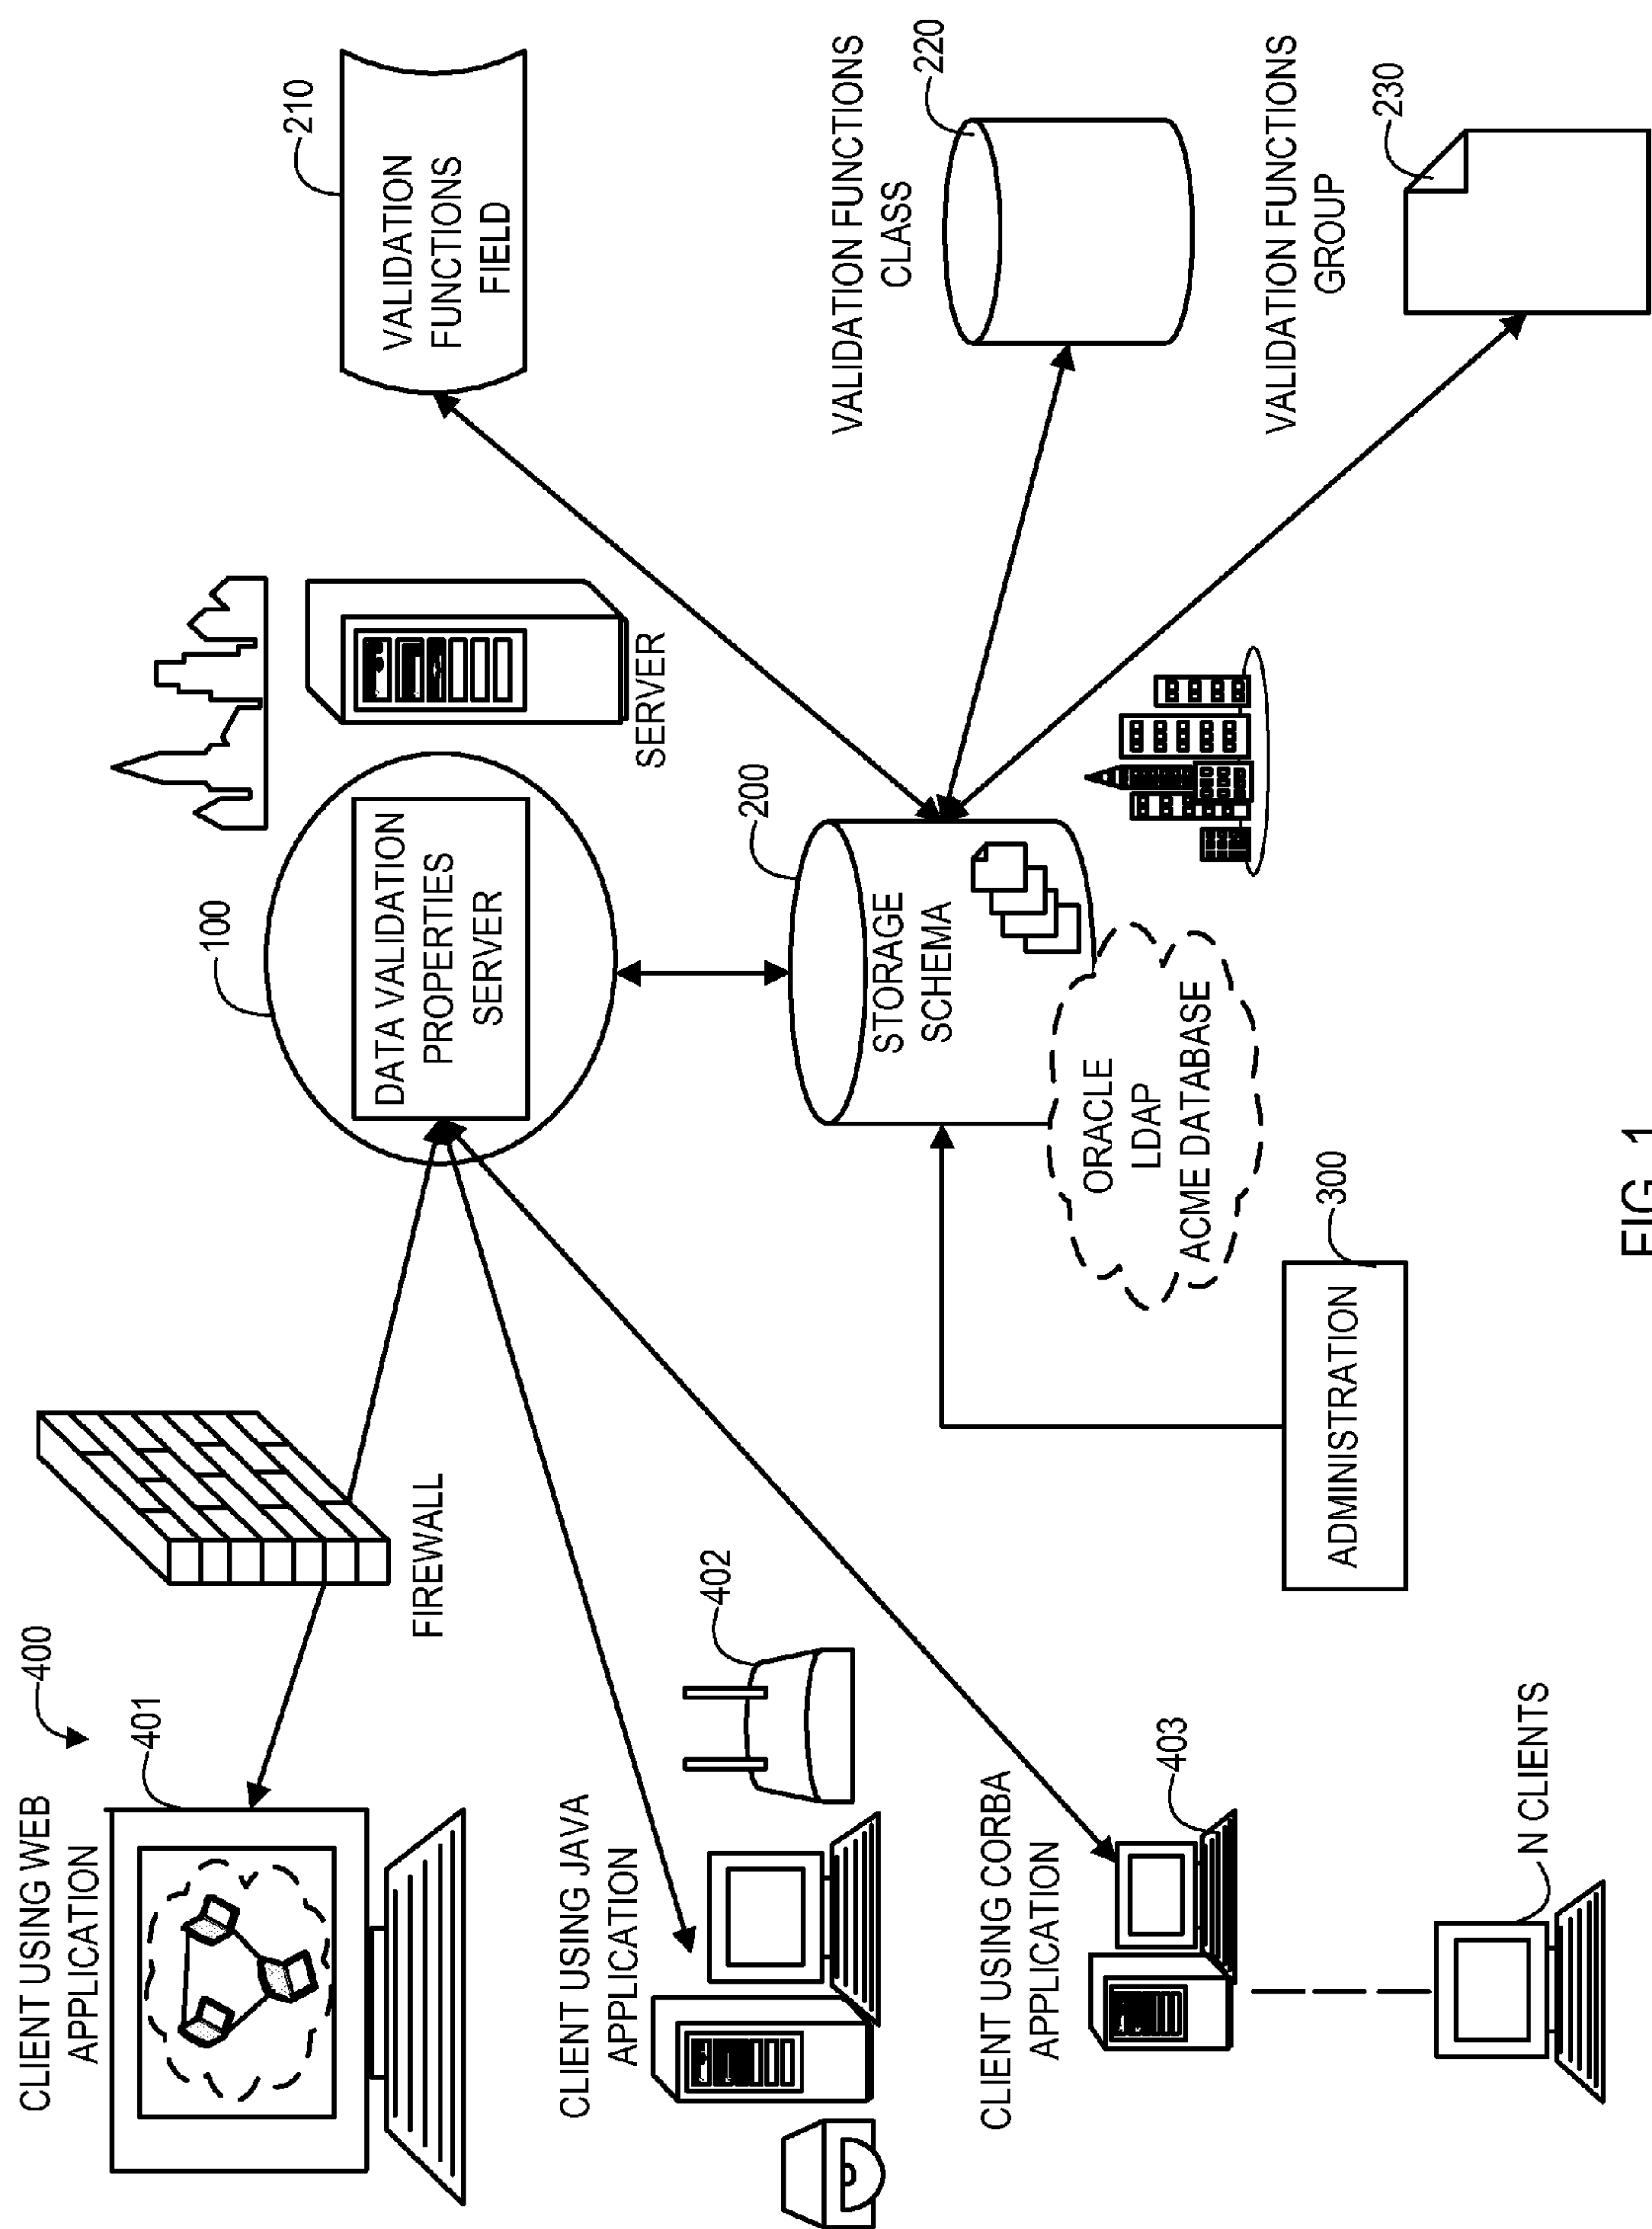 400
CLIENT USING WEB
APPLICATION
401
FIREWALL
CLIENT USING JAVA
APPLICATION
402
CLIENT USING CORBA
APPLICATION
403
N CLIENTS
100
DATA VALIDATION
PROPERTIES
SERVER
SERVER
200
STORAGE
SCHEMA
ORACLE
LDAP
ACME DATABASE
300
ADMINISTRATION
210
VALIDATION
FUNCTIONS
FIELD
VALIDATION FUNCTIONS
CLASS
220
VALIDATION FUNCTIONS
GROUP
230
FIG. 1